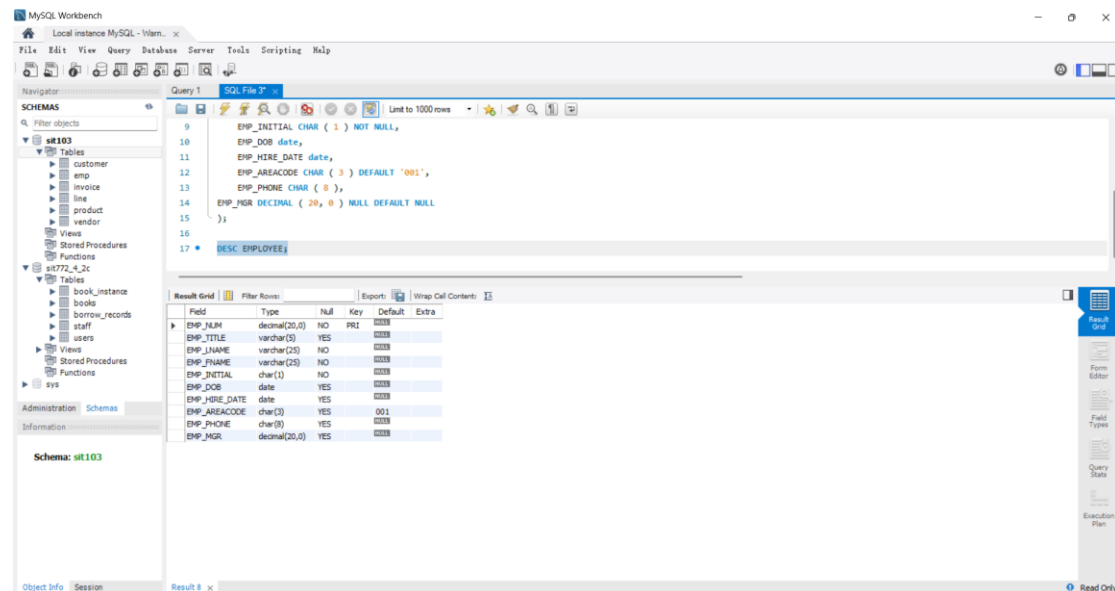 MySQL Workbench
Local instance MySQL - Warn... x
File Edit View Query Database Server Tools Scripting Help
Navigator
SCHEMAS
Filter objects
sit103
Tables
customer
emp
invoice
line
product
vendor
Views
Stored Procedures
Functions
sit772_4_2c
Tables
book_instance
books
borrow_records
staff
users
Views
Stored Procedures
Functions
sys
Administration Schemas
Information
Schema: sit103
Object Info Session
Query 1 SQL File 3* x
Limit to 1000 rows
9 EMP_INITIAL CHAR ( 1 ) NOT NULL,
10 EMP_DOB date,
11 EMP_HIRE_DATE date,
12 EMP_AREACODE CHAR ( 3 ) DEFAULT '001',
13 EMP_PHONE CHAR ( 8 ),
14 EMP_MGR DECIMAL ( 20, 0 ) NULL DEFAULT NULL
15 );
16
17 DESC EMPLOYEE;
Result Grid Filter Rows: Export: Wrap Cell Content:
Field Type Null Key Default Extra
EMP_NUM decimal(20,0) NO PRI NULL
EMP_TITLE varchar(5) YES NULL
EMP_LNAME varchar(25) NO NULL
EMP_FNAME varchar(25) NO NULL
EMP_INITIAL char(1) NO NULL
EMP_DOB date YES NULL
EMP_HIRE_DATE date YES NULL
EMP_AREACODE char(3) YES 001
EMP_PHONE char(8) YES NULL
EMP_MGR decimal(20,0) YES NULL
Result
Grid
Form
Editor
Field
Types
Query
Stats
Execution
Plan
Result 8 x
Read Only